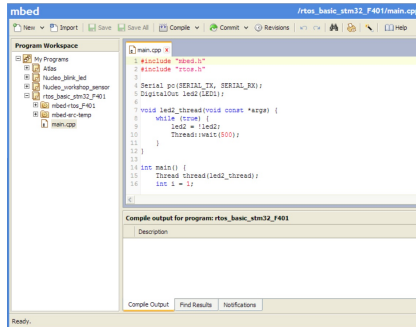 mbed
/rtos_basic_stm32_F401/main.cpp
New Import Save Save All Compile Commit Revisions Help
Program Workspace
My Programs
Atlas
Nucleo_blink_led
Nucleo_workshop_sensor
rtos_basic_stm32_F401
mbed-rtos_F401
mbed-src-temp
main.cpp
main.cpp x
1 #include "mbed.h"
2 #include "rtos.h"
3
4 Serial pc(SERIAL_TX, SERIAL_RX);
5 DigitalOut led2(LED1);
6
7 void led2_thread(void const *args) {
8 while (true) {
9 led2 = !led2;
10 Thread::wait(500);
11 }
12 }
13
14 int main() {
15 Thread thread(led2_thread);
16 int i = 1;
Compile output for program: rtos_basic_stm32_F401
Description
Compile Output Find Results Notifications
Ready.